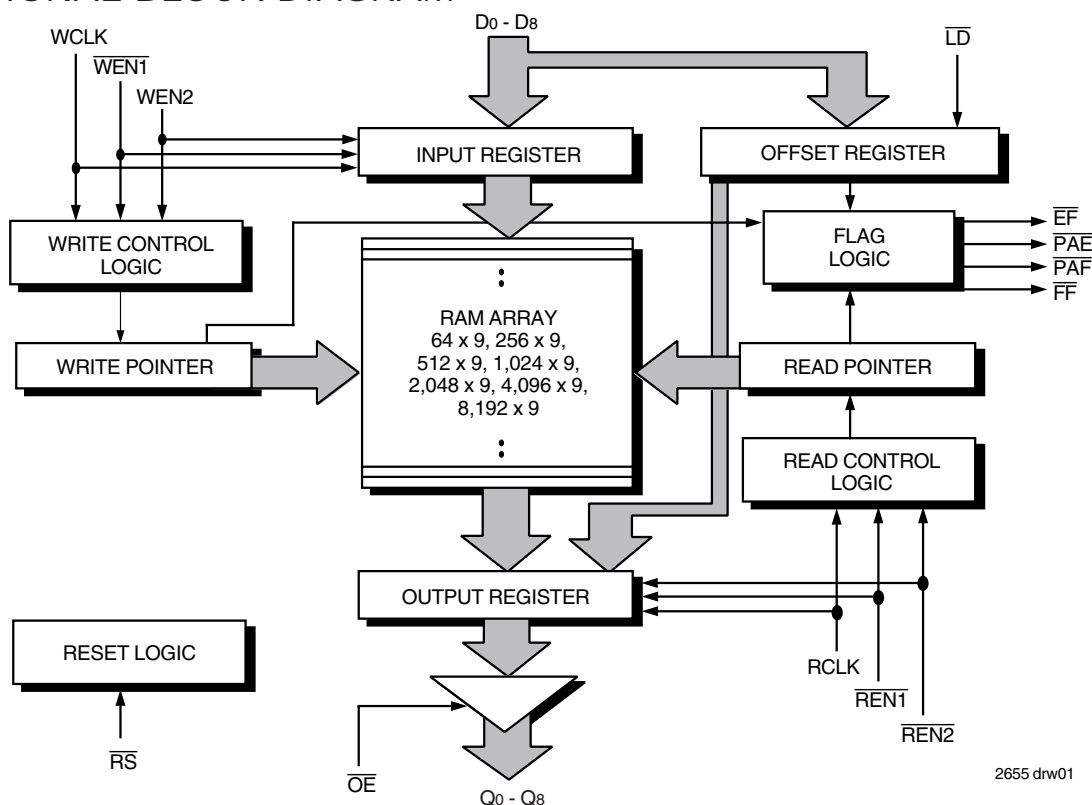 WCLK
WEN1
WEN2
D0 - D8
LD
INPUT REGISTER
OFFSET REGISTER
WRITE CONTROL
LOGIC
FLAG
LOGIC
EF
PAE
PAF
FF
RAM ARRAY
64 x 9, 256 x 9,
512 x 9, 1,024 x 9,
2,048 x 9, 4,096 x 9,
8,192 x 9
WRITE POINTER
READ POINTER
READ CONTROL
LOGIC
OUTPUT REGISTER
RESET LOGIC
RCLK
REN1
REN2
RS
OE
Q0 - Q8
2655 drw01